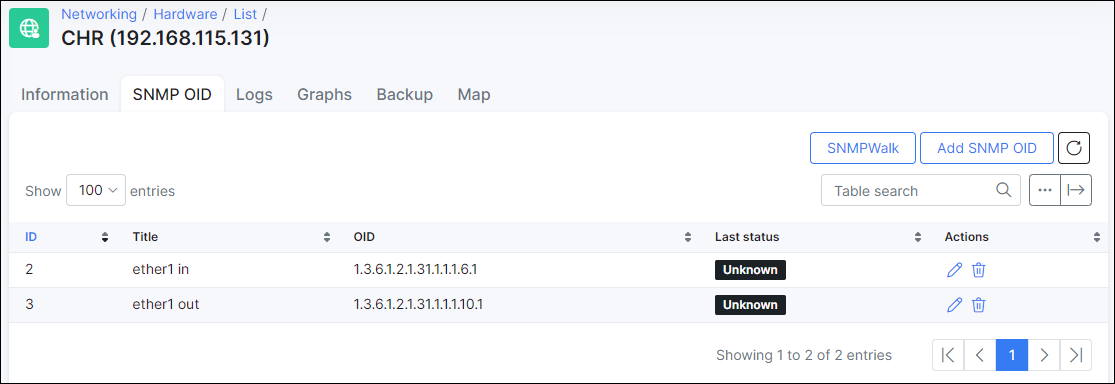 Networking / Hardware / List /
CHR (192.168.115.131)
Information SNMP OID Logs Graphs Backup Map
SNMPWalk Add SNMP OID
Show 100 entries Table search
ID Title OID Last status Actions
2 ether1 in 1.3.6.1.2.1.31.1.1.1.6.1 Unknown
3 ether1 out 1.3.6.1.2.1.31.1.1.1.10.1 Unknown
Showing 1 to 2 of 2 entries 1